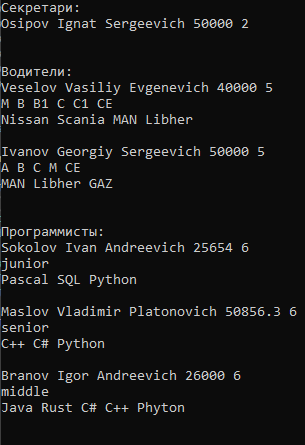 Секретари:
Osipov Ignat Sergeevich 50000 2
Водители:
Veselov Vasiliy Evgenevich 40000 5
M B B1 C C1 CE
Nissan Scania MAN Libher
Ivanov Georgiy Sergeevich 50000 5
A B C M CE
MAN Libher GAZ
Программисты:
Sokolov Ivan Andreevich 25654 6
junior
Pascal SQL Python
Maslov Vladimir Platonovich 50856.3 6
senior
C++ C# Python
Branov Igor Andreevich 26000 6
middle
Java Rust C# C++ Phyton